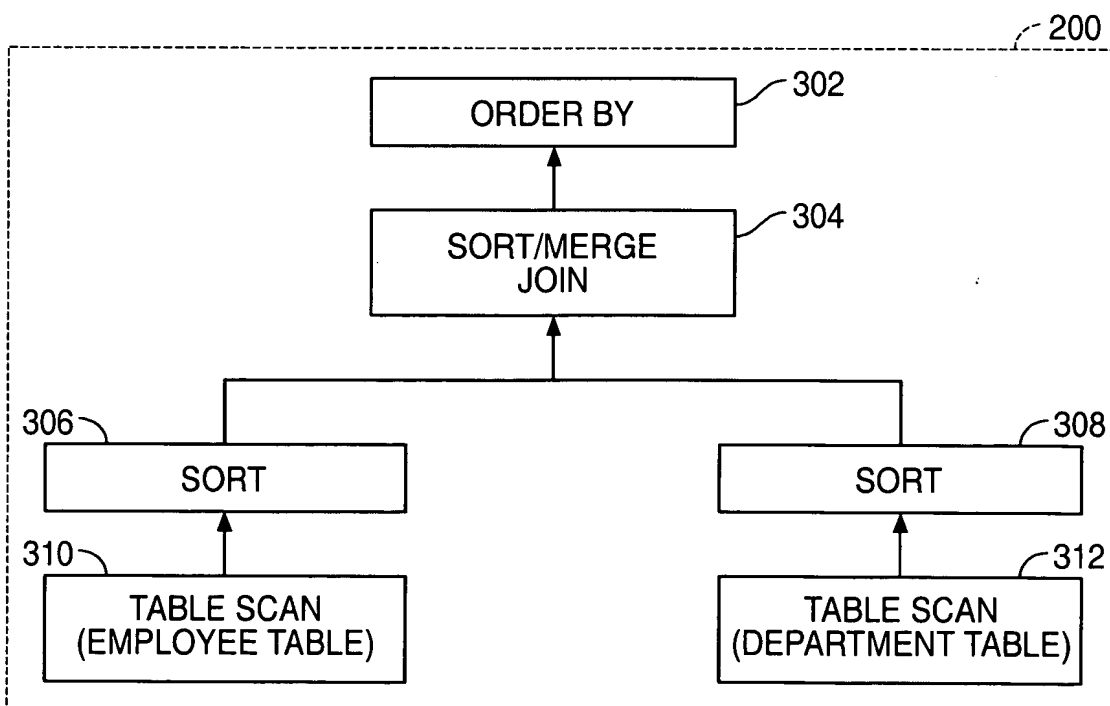 200
302
ORDER BY
304
SORT/MERGE
JOIN
306
SORT
308
SORT
310
TABLE SCAN
(EMPLOYEE TABLE)
312
TABLE SCAN
(DEPARTMENT TABLE)